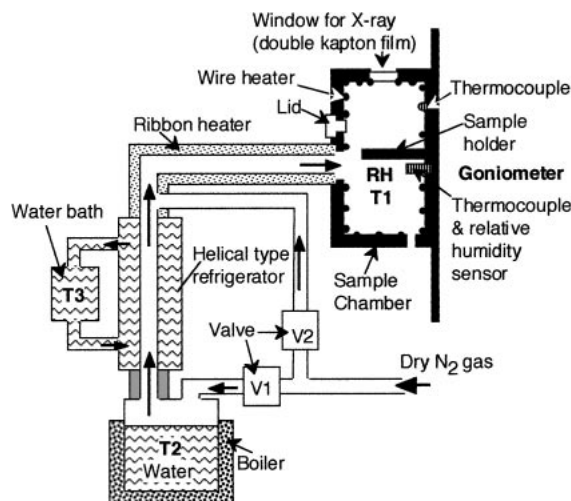 Window for X-ray
(double kapton film)
Wire heater
Thermocouple
Lid
Ribbon heater
Sample
holder
RH
T1
Goniometer
Water bath
Thermocouple
& relative
humidity
sensor
Helical type
refrigerator
T3
Sample
Chamber
Valve
V2
Dry N₂ gas
V1
T2
Water
Boiler